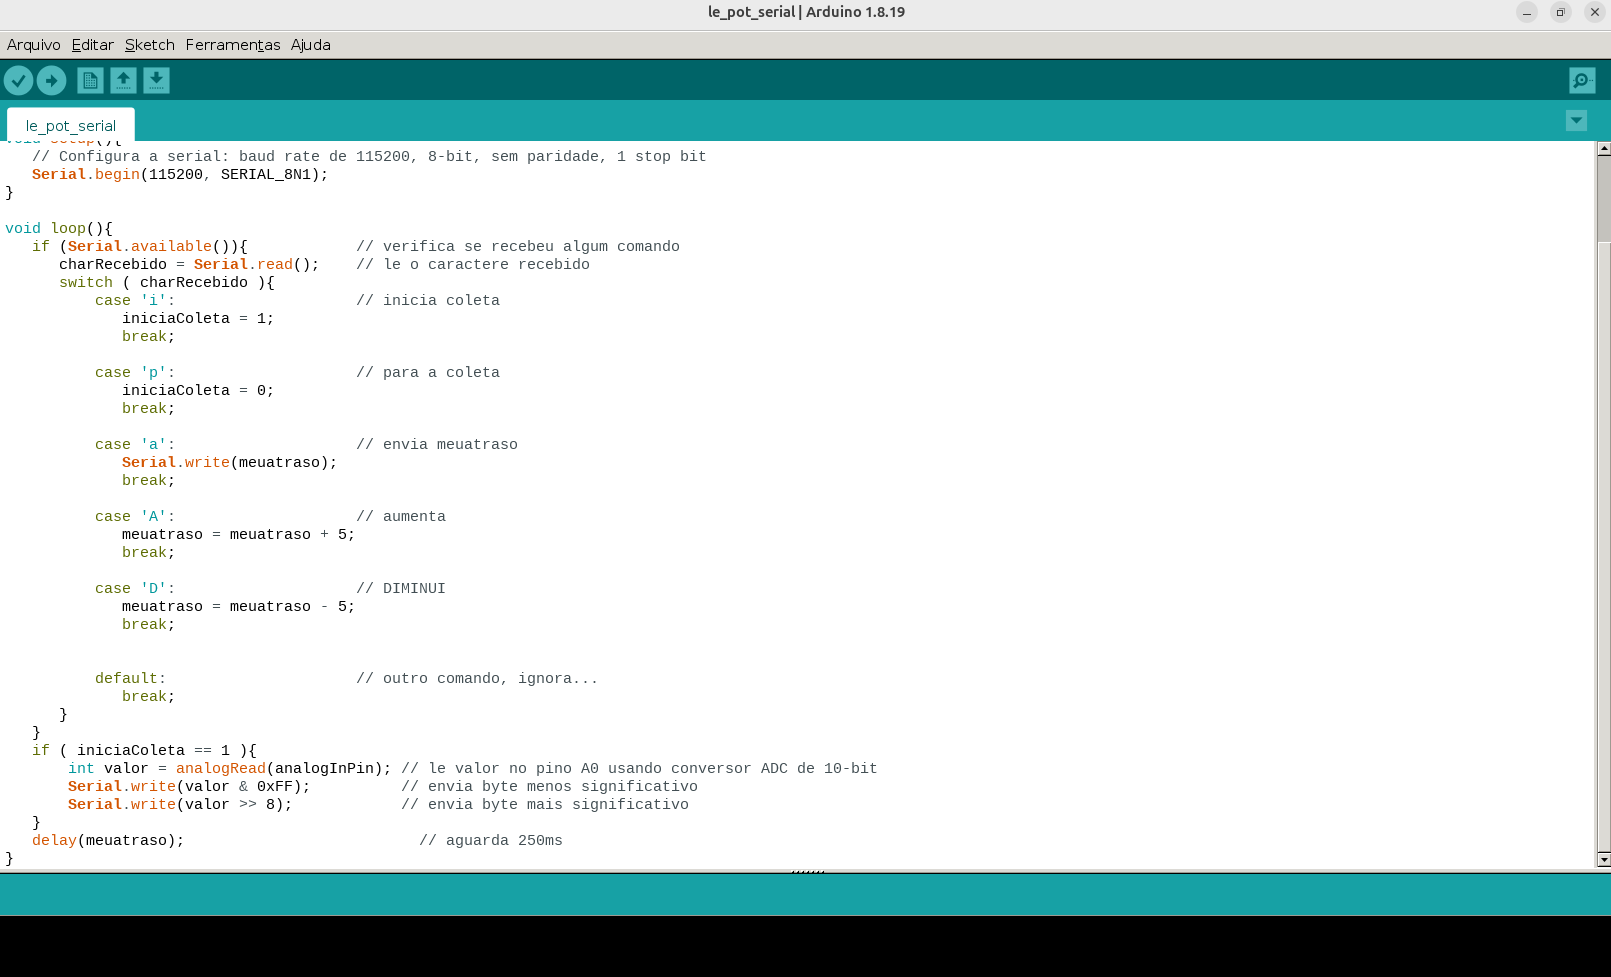 le_pot_serial | Arduino 1.8.19
Arquivo Editar Sketch Ferramentas Ajuda
le_pot_serial
void setup(){
// Configura a serial: baud rate de 115200, 8-bit, sem paridade, 1 stop bit
Serial.begin(115200, SERIAL_8N1);
}
void loop(){
if (Serial.available()){ // verifica se recebeu algum comando
charRecebido = Serial.read(); // le o caractere recebido
switch ( charRecebido ){
case 'i': // inicia coleta
iniciaColeta = 1;
break;
case 'p': // para a coleta
iniciaColeta = 0;
break;
case 'a': // envia meuatraso
Serial.write(meuatraso);
break;
case 'A': // aumenta
meuatraso = meuatraso + 5;
break;
case 'D': // DIMINUI
meuatraso = meuatraso - 5;
break;
default: // outro comando, ignora...
break;
}
}
if ( iniciaColeta == 1 ){
int valor = analogRead(analogInPin); // le valor no pino A0 usando conversor ADC de 10-bit
Serial.write(valor & 0xFF); // envia byte menos significativo
Serial.write(valor >> 8); // envia byte mais significativo
}
delay(meuatraso); // aguarda 250ms
}